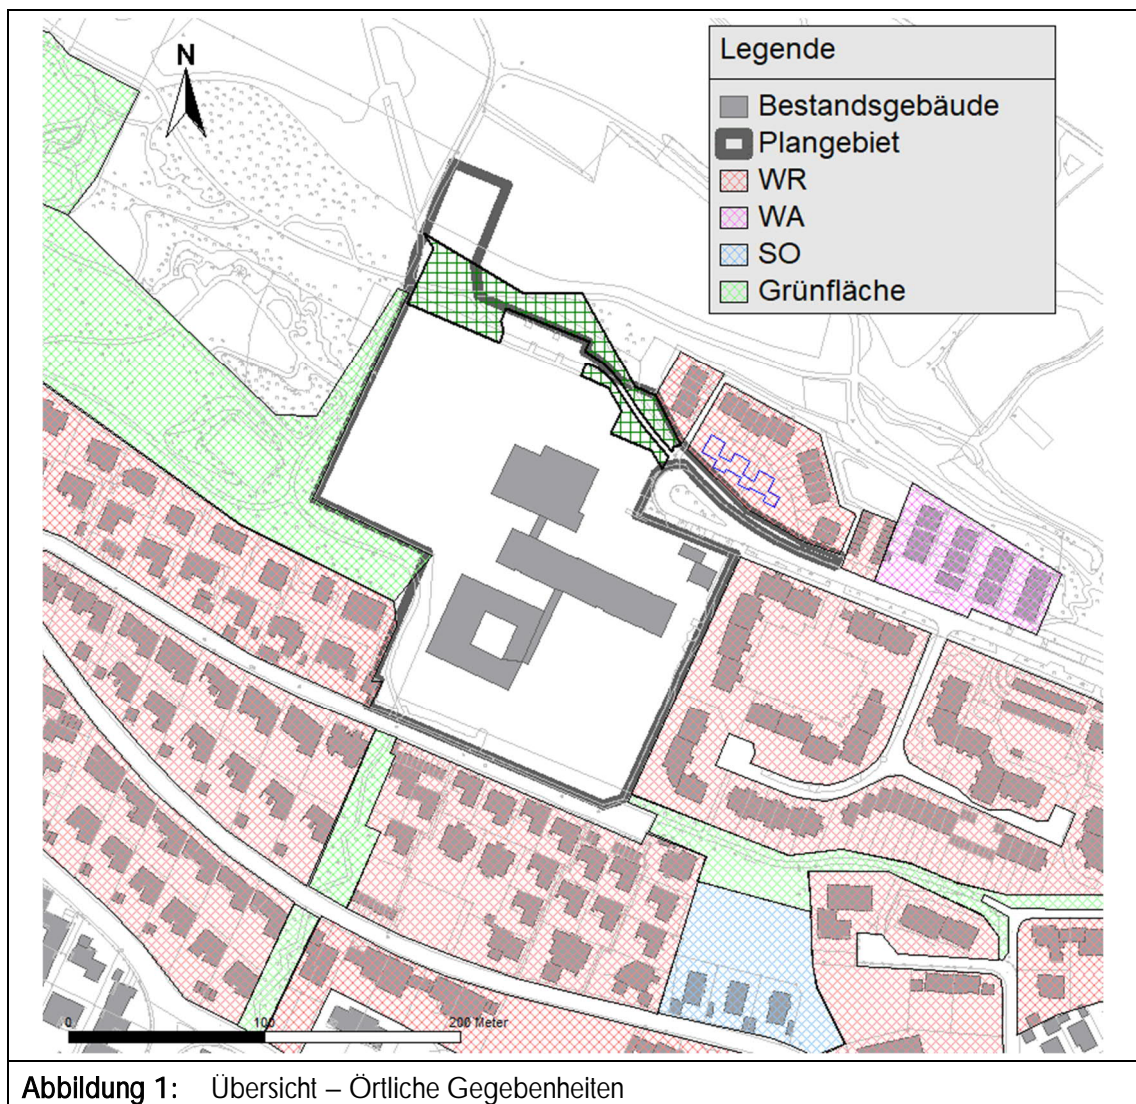 N
Legende
Bestandsgebäude
Plangebiet
WR
WA
SO
Grünfläche
0 100 200 Meter
Abbildung 1: Übersicht – Örtliche Gegebenheiten